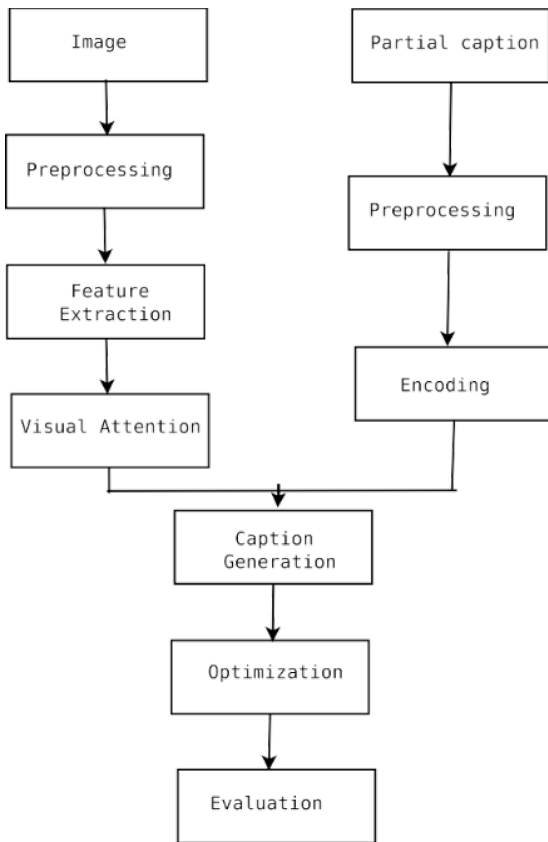 Image
Partial caption
Preprocessing
Preprocessing
Feature
Extraction
Encoding
Visual Attention
Caption
Generation
Optimization
Evaluation